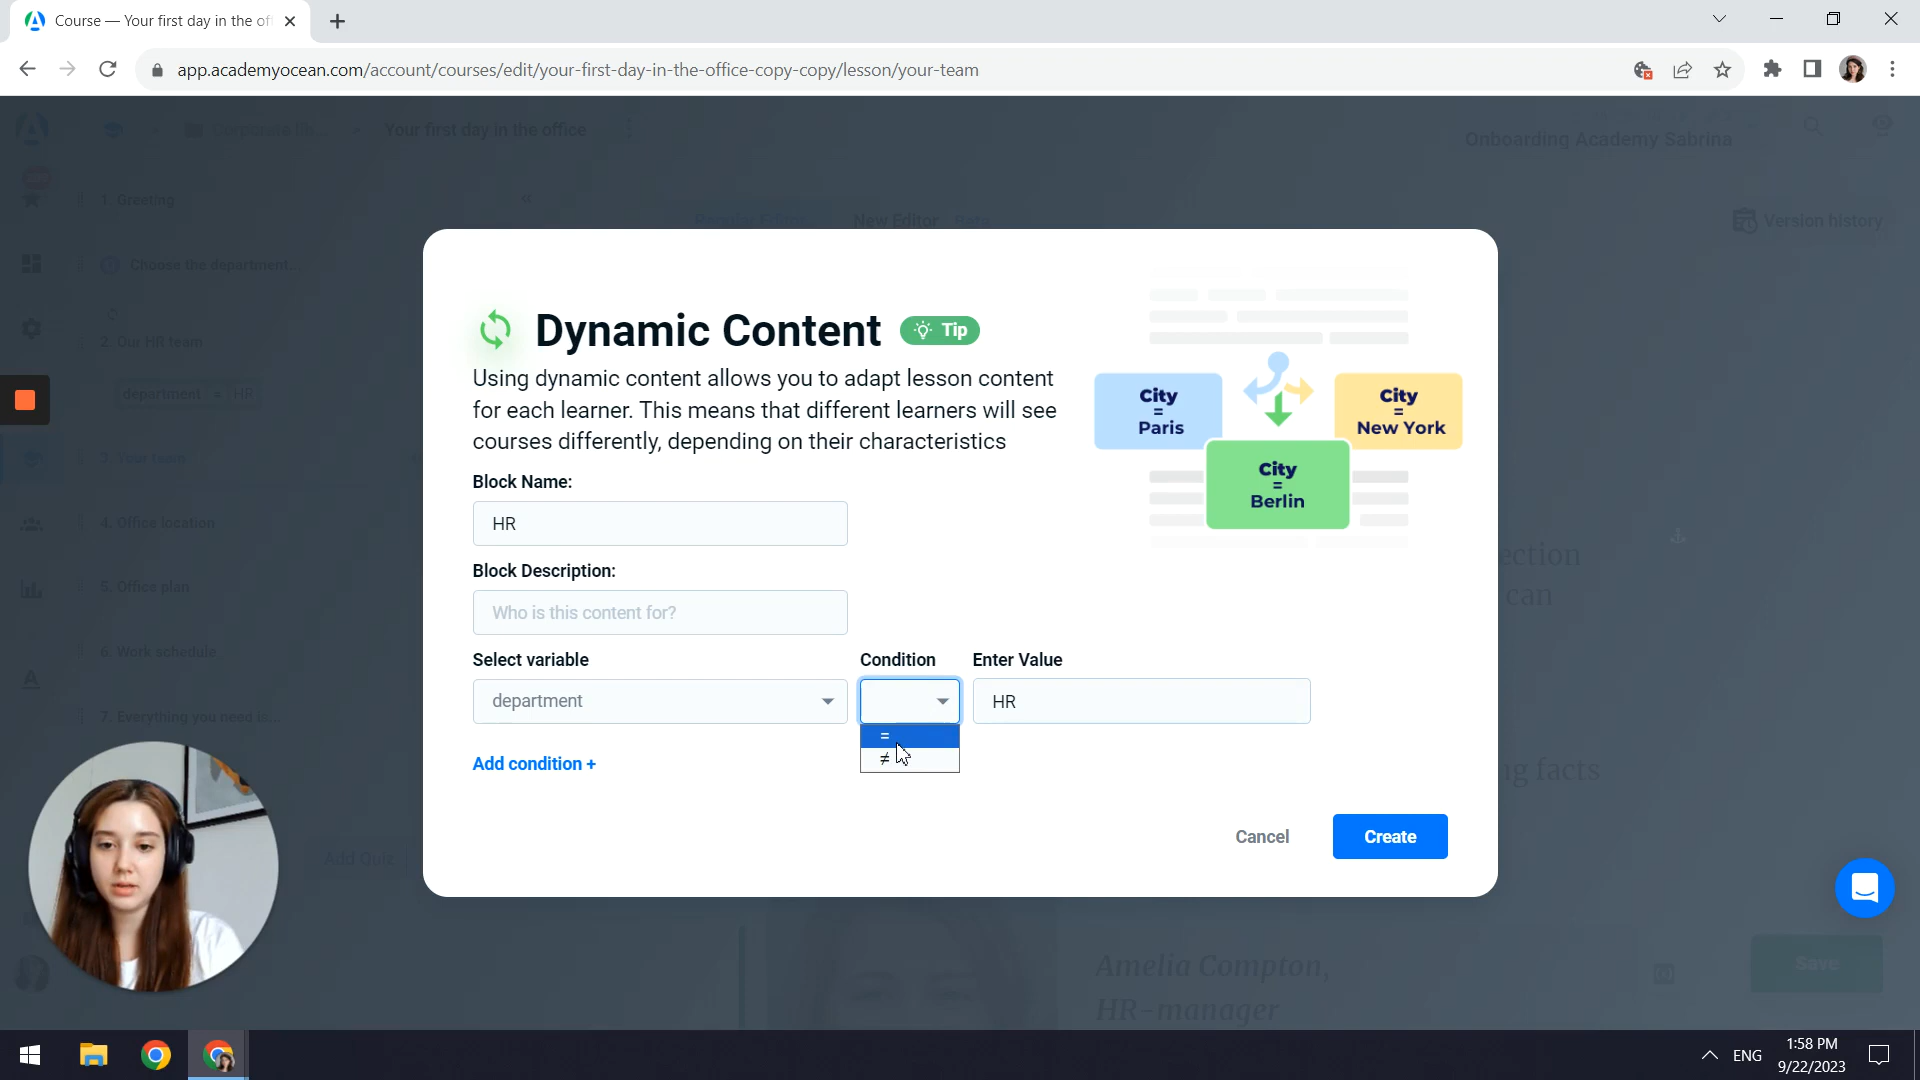 Course — Your first day in the of
app.academyocean.com/account/courses/edit/your-first-day-in-the-office-copy-copy/lesson/your-team
Your first day in the office
Onboarding Academy Sabrina
1. Greeting
Regular Editor
New Editor Beta
Version history
Choose the department...
2. Our HR team
department = HR
3. Your team
4. Office location
5. Office plan
6. Work schedule
7. Everything you need to...
Add Quiz
Dynamic Content
Tip
Using dynamic content allows you to adapt lesson content
for each learner. This means that different learners will see
courses differently, depending on their characteristics
City
=
Paris
City
=
New York
City
=
Berlin
Block Name:
HR
Block Description:
Who is this content for?
Select variable
Condition
Enter Value
department
HR
=
≠
Add condition +
Cancel
Create
ection
can
ng facts
Amelia Compton,
HR-manager
Save
ENG
1:58 PM
9/22/2023